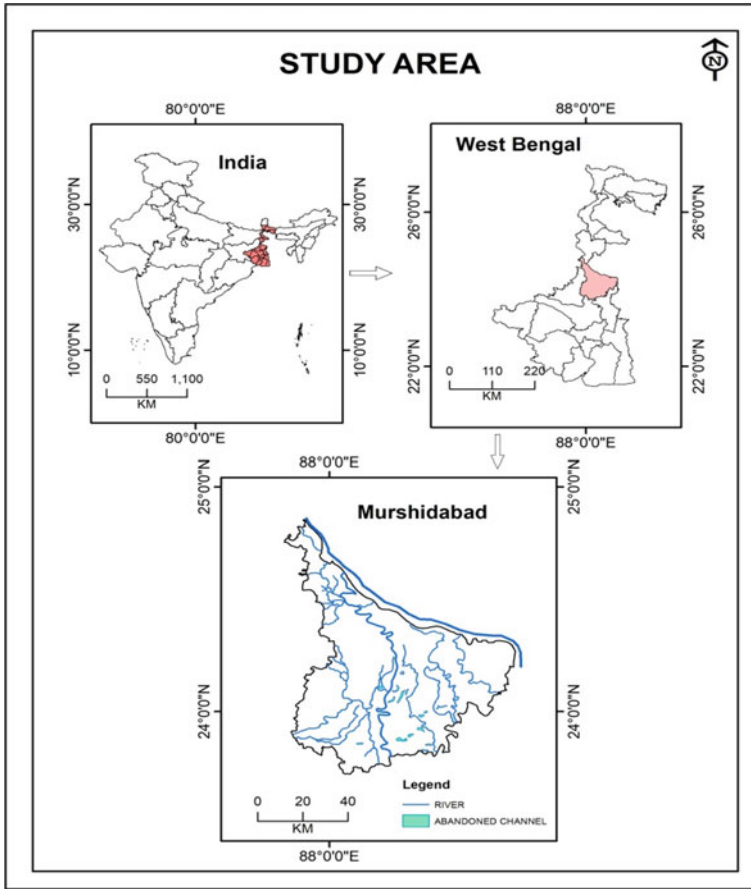 STUDY AREA
N
80°0'0"E
88°0'0"E
India
West Bengal
30°0'0"N
30°0'0"N
26°0'0"N
26°0'0"N
10°0'0"N
10°0'0"N
22°0'0"N
22°0'0"N
0 550 1,100
KM
0 110 220
KM
80°0'0"E
88°0'0"E
88°0'0"E
25°0'0"N
25°0'0"N
Murshidabad
24°0'0"N
24°0'0"N
Legend
RIVER
ABANDONED CHANNEL
0 20 40
KM
88°0'0"E